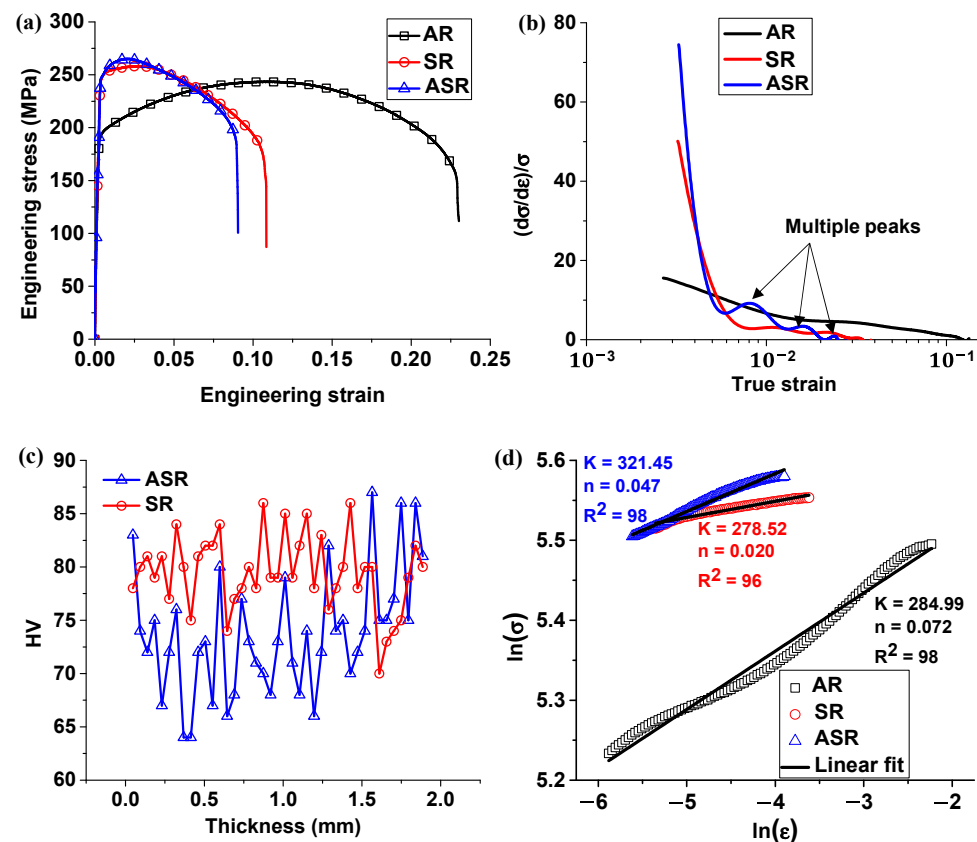 (a)
AR
SR
ASR
Engineering stress (MPa)
300
250
200
150
100
50
0
0.00 0.05 0.10 0.15 0.20 0.25
Engineering strain
(b)
AR
SR
ASR
Multiple peaks
(dσ/dε)/σ
80
60
40
20
0
10⁻³ 10⁻² 10⁻¹
True strain
(c)
ASR
SR
HV
90
85
80
75
70
65
60
0.0 0.5 1.0 1.5 2.0
Thickness (mm)
(d)
K = 321.45
n = 0.047
R² = 98
K = 278.52
n = 0.020
R² = 96
K = 284.99
n = 0.072
R² = 98
AR
SR
ASR
Linear fit
ln(σ)
5.6
5.5
5.4
5.3
5.2
−6 −5 −4 −3 −2
ln(ε)